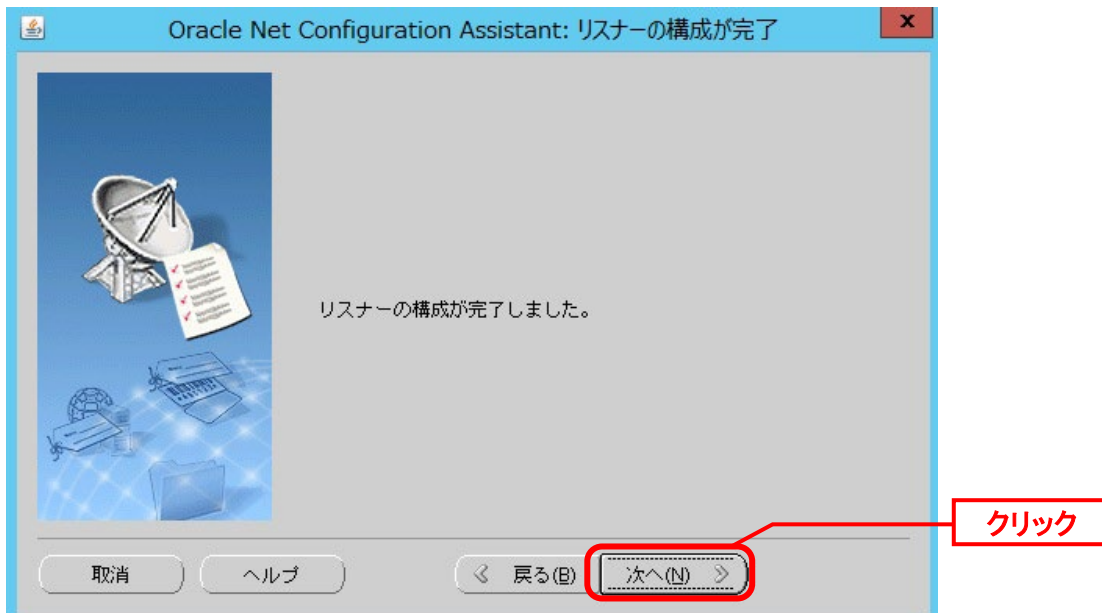 Oracle Net Configuration Assistant: リスナーの構成が完了
x
リスナーの構成が完了しました。
クリック
取消
ヘルプ
戻る(B)
次へ(N)